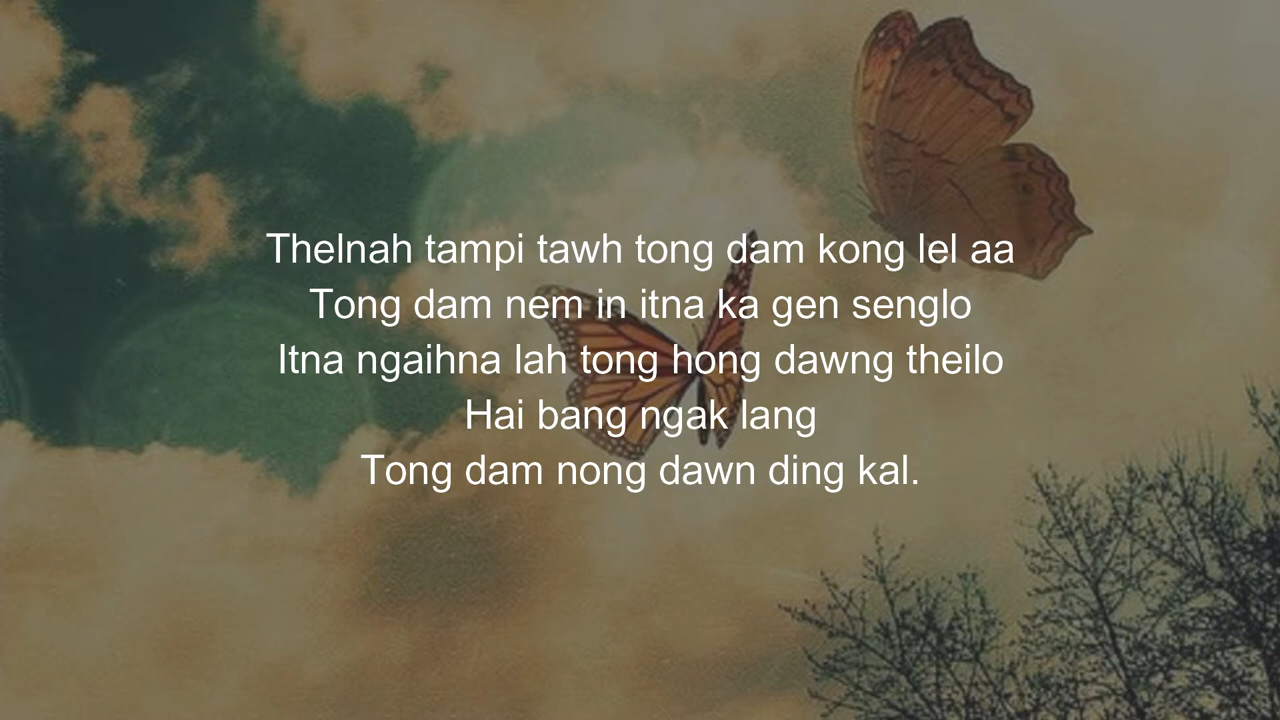 Thelnah tampi tawh tong dam kong lel aa
Tong dam nem in itna ka gen senglo
Itna ngaihna lah tong hong dawng theilo
Hai bang ngak lang
Tong dam nong dawn ding kal.